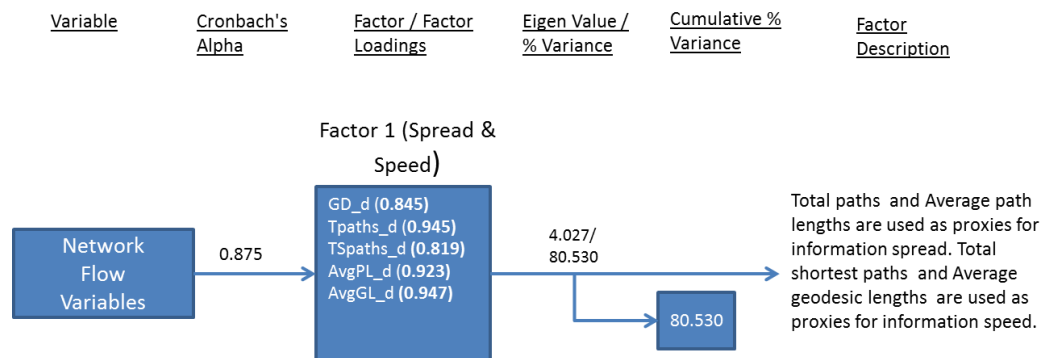 Variable
Cronbach's
Alpha
Factor / Factor
Loadings
Eigen Value /
% Variance
Cumulative %
Variance
Factor
Description
Factor 1 (Spread &
Speed)
Network
Flow
Variables
0.875
GD_d (0.845)
Tpaths_d (0.945)
TSpaths_d (0.819)
AvgPL_d (0.923)
AvgGL_d (0.947)
4.027/
80.530
80.530
Total paths and Average path
lengths are used as proxies for
information spread. Total
shortest paths and Average
geodesic lengths are used as
proxies for information speed.